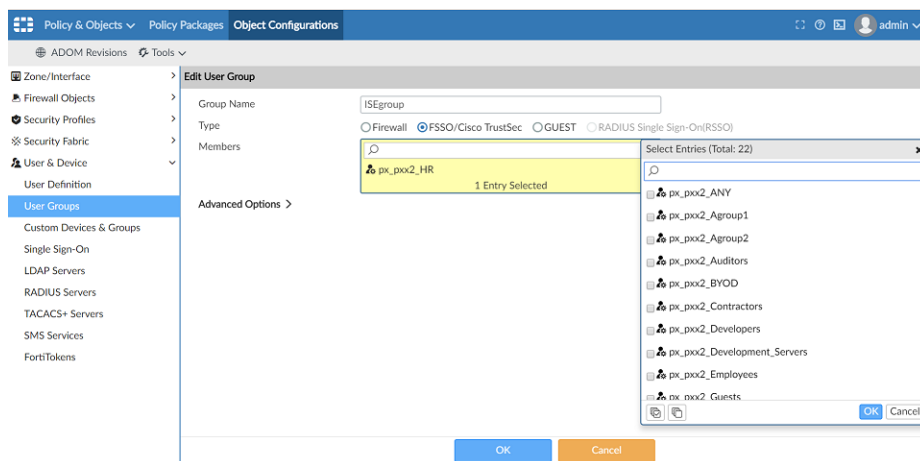 Policy & Objects Policy Packages Object Configurations admin
ADOM Revisions Tools
Zone/Interface
Firewall Objects
Security Profiles
Security Fabric
User & Device
User Definition
User Groups
Custom Devices & Groups
Single Sign-On
LDAP Servers
RADIUS Servers
TACACS+ Servers
SMS Services
FortiTokens
Edit User Group
Group Name ISEgroup
Type Firewall FSSO/Cisco TrustSec GUEST RADIUS Single Sign-On(RSSO)
Members
px_pxx2_HR
1 Entry Selected
Advanced Options >
Select Entries (Total: 22)
px_pxx2_ANY
px_pxx2_Agroup1
px_pxx2_Agroup2
px_pxx2_Auditors
px_pxx2_BYOD
px_pxx2_Contractors
px_pxx2_Developers
px_pxx2_Development_Servers
px_pxx2_Employees
px_pxx2_Guests
OK Cancel
OK Cancel